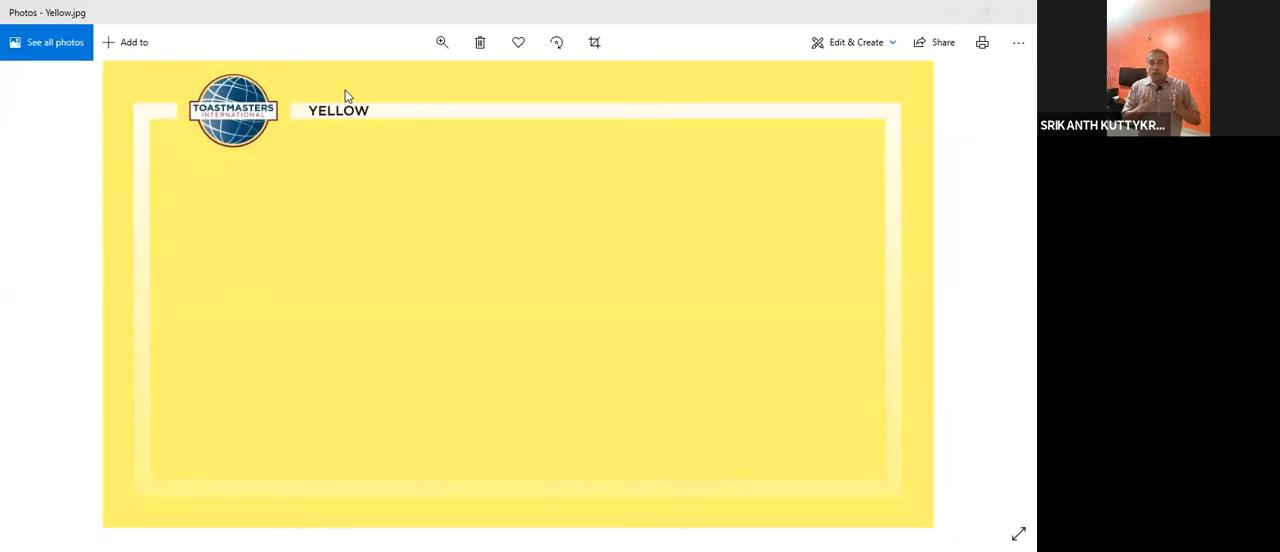 Photos - Yellow.jpg
See all photos
Add to
Edit & Create
Share
TOASTMASTERS
INTERNATIONAL
YELLOW
SRIKANTH KUTTYKR...